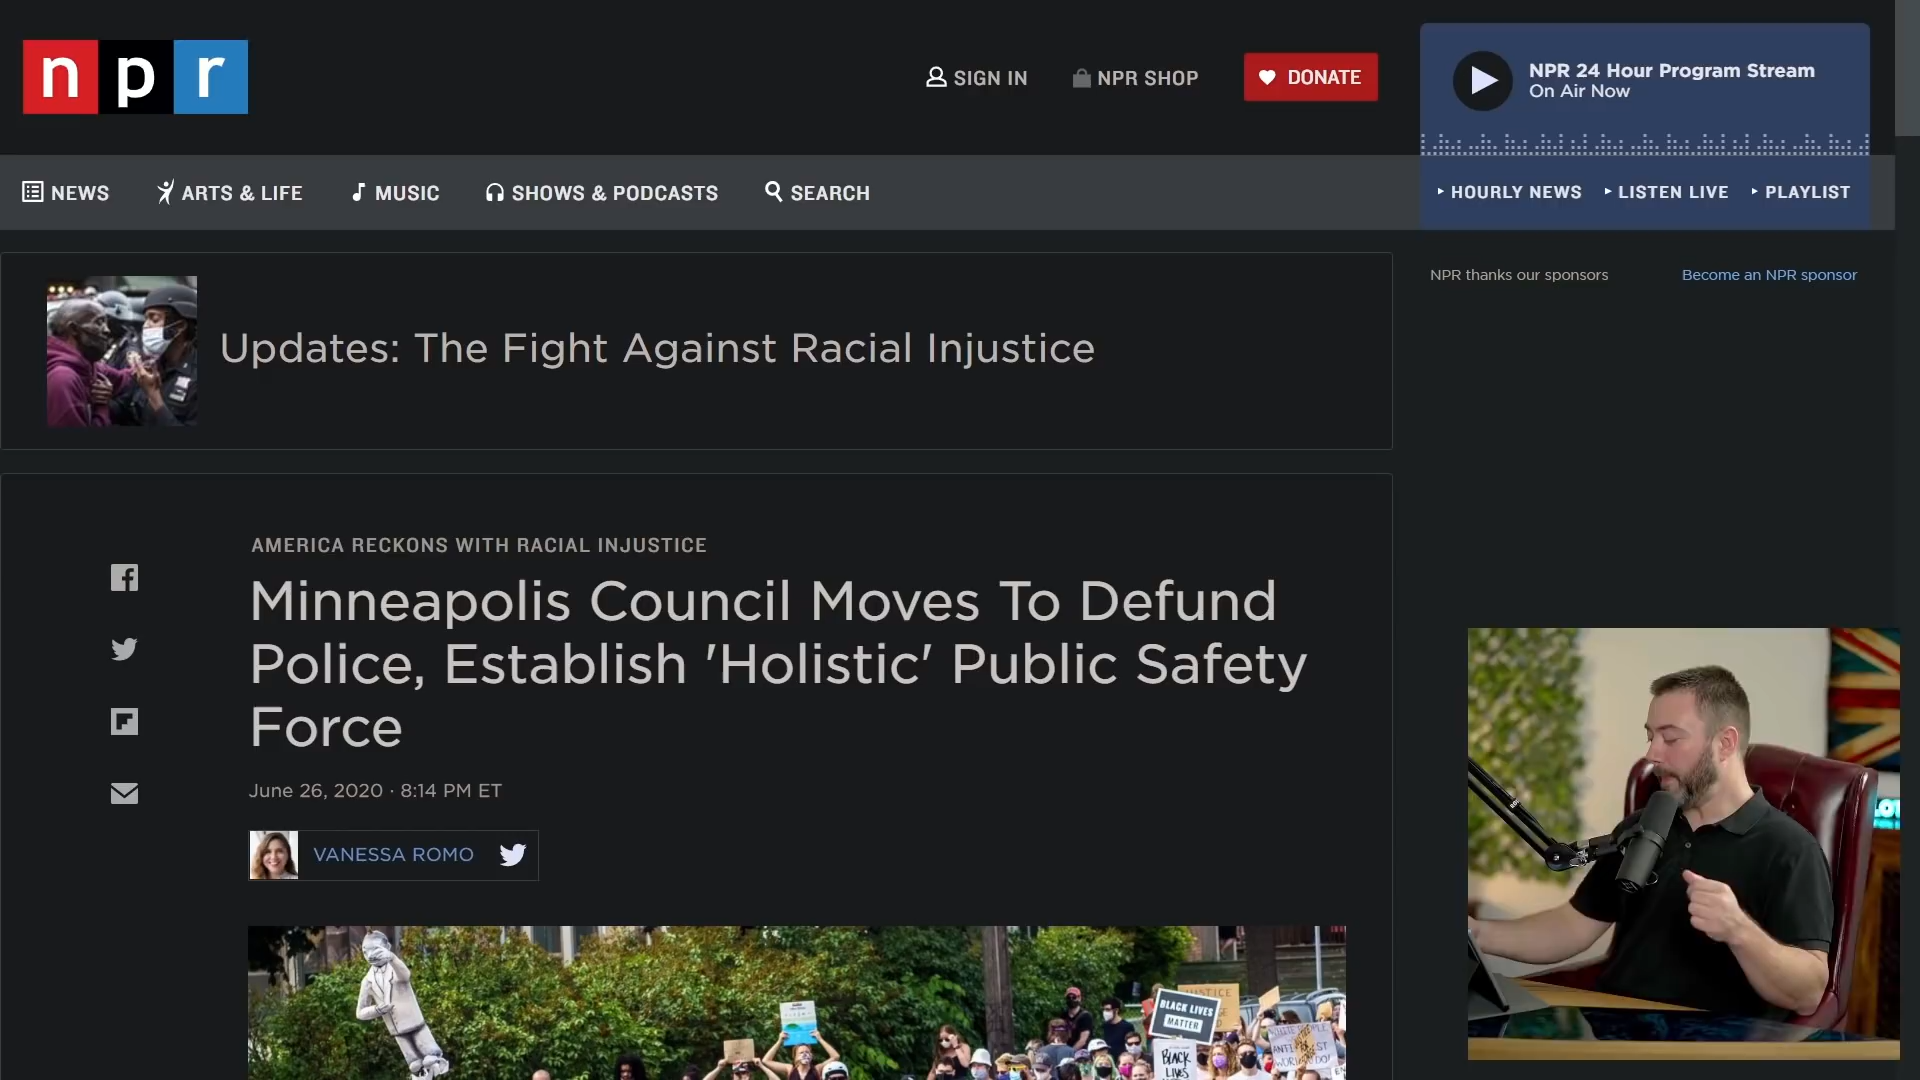 npr
SIGN IN
NPR SHOP
DONATE
NPR 24 Hour Program Stream
On Air Now
NEWS
ARTS & LIFE
MUSIC
SHOWS & PODCASTS
SEARCH
HOURLY NEWS
LISTEN LIVE
PLAYLIST
NPR thanks our sponsors
Become an NPR sponsor
Updates: The Fight Against Racial Injustice
AMERICA RECKONS WITH RACIAL INJUSTICE
Minneapolis Council Moves To Defund
Police, Establish 'Holistic' Public Safety
Force
June 26, 2020 · 8:14 PM ET
VANESSA ROMO
BLACK LIVES
MATTER
BLACK
LIVES